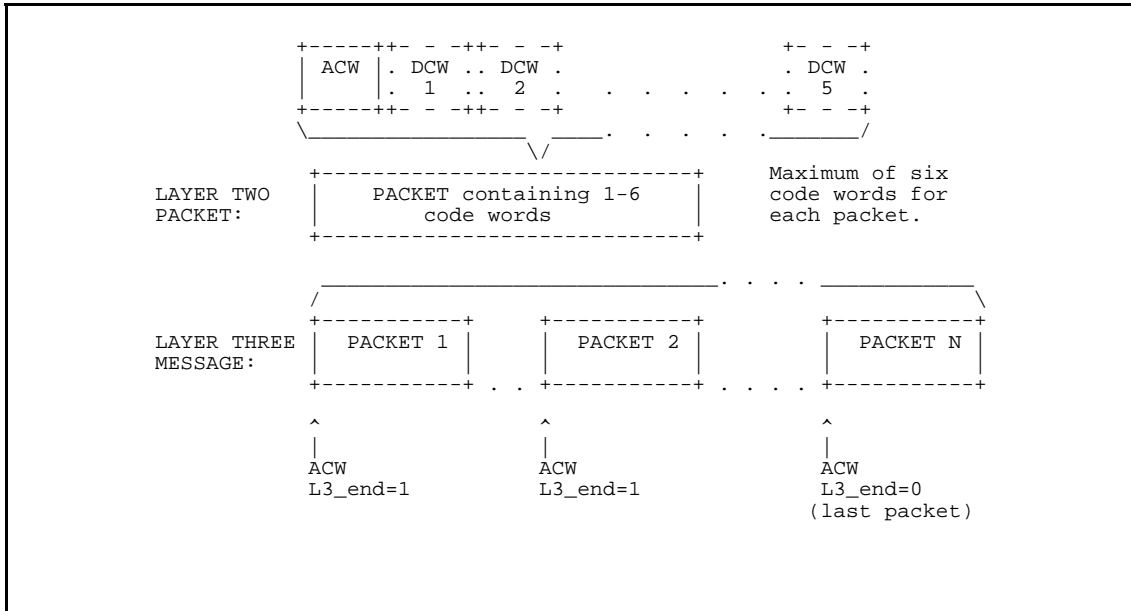 ACW DCW DCW DCW
1 2 . . . . . 5
PACKET containing 1-6 Maximum of six
LAYER TWO code words code words for
PACKET: each packet.
LAYER THREE PACKET 1 PACKET 2 PACKET N
MESSAGE:
ACW ACW ACW
L3_end=1 L3_end=1 L3_end=0
(last packet)